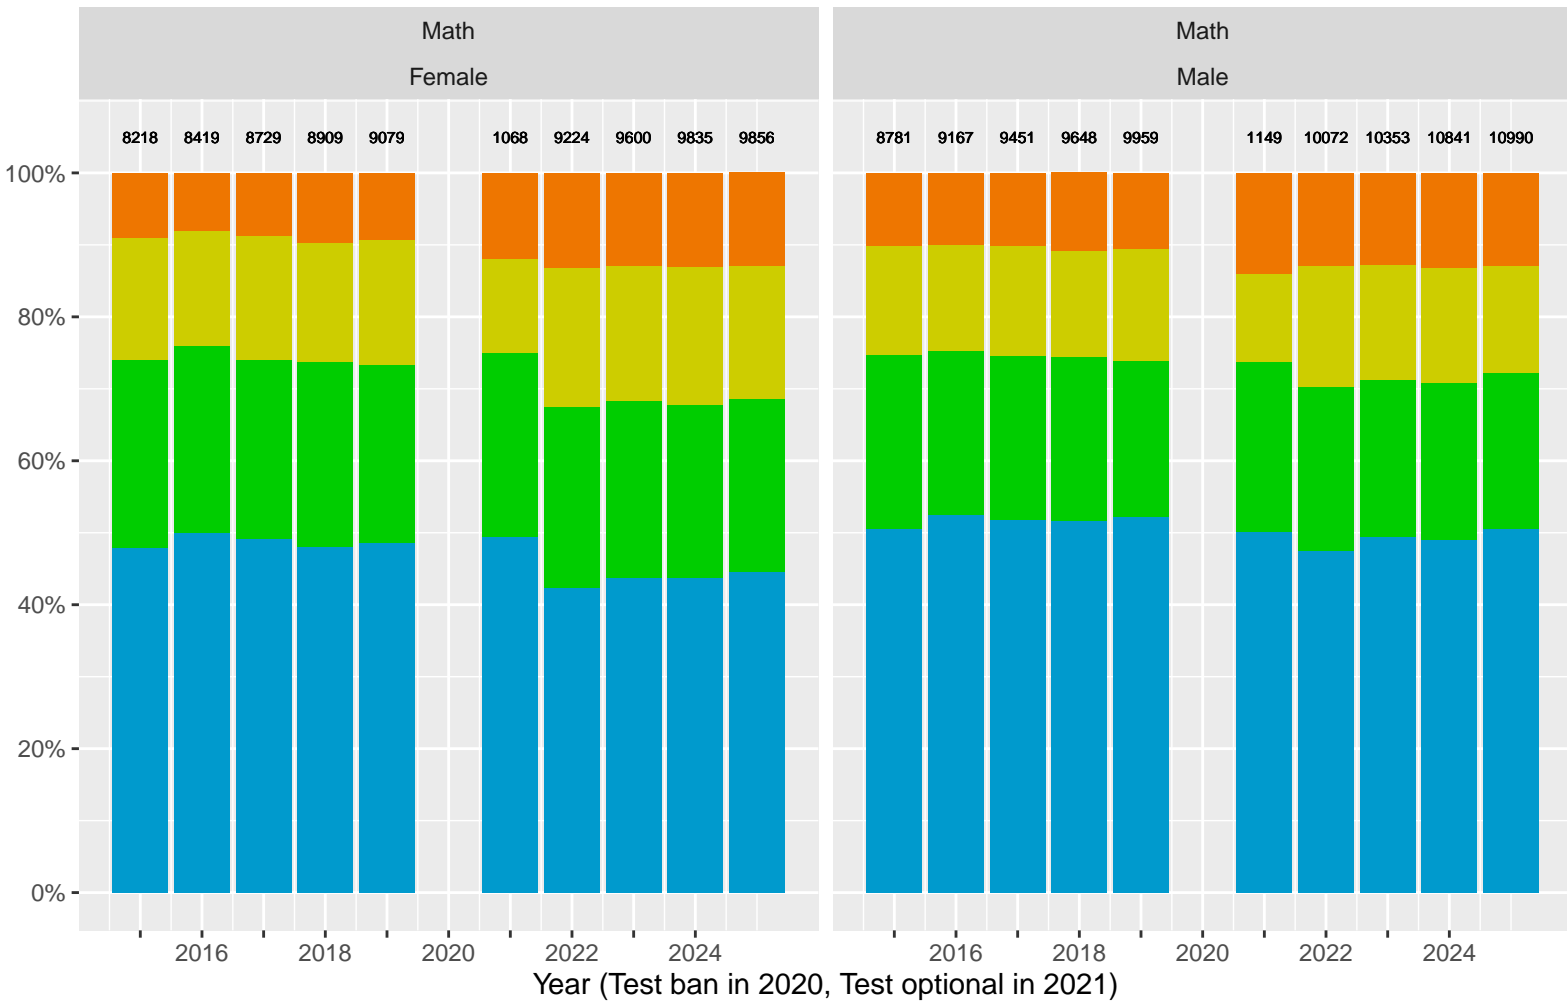 Math Math
Female Male
8218 8419 8729 8909 9079 1068 9224 9600 9835 9856 8781 9167 9451 9648 9959 1149 10072 10353 10841 10990
100%
80%
60%
40%
20%
0%
2016 2018 2020 2022 2024 2016 2018 2020 2022 2024
Year (Test ban in 2020, Test optional in 2021)